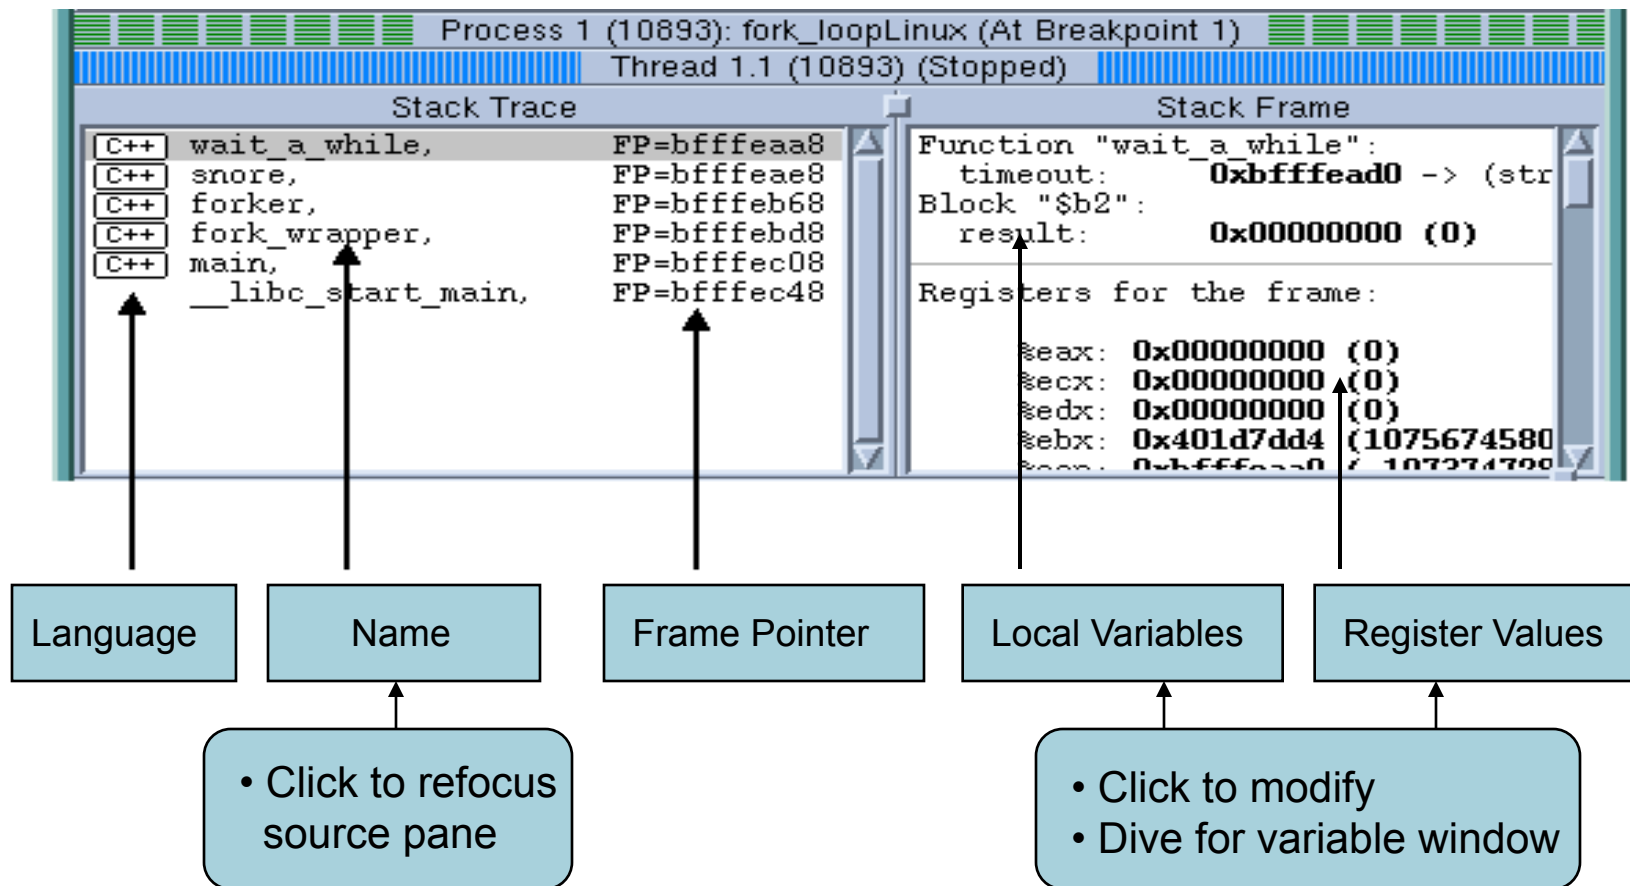 Process 1 (10893): fork_loopLinux (At Breakpoint 1)
Thread 1.1 (10893) (Stopped)
Stack Trace
C++ wait_a_while, FP=bfffeaa8
C++ snore, FP=bfffeae8
C++ forker, FP=bfffeb68
C++ fork_wrapper, FP=bfffebd8
C++ main, FP=bfffec08
__libc_start_main, FP=bfffec48
Stack Frame
Function "wait_a_while":
timeout: 0xbfffead0 -> (str
Block "$b2":
result: 0x00000000 (0)
Registers for the frame:
%eax: 0x00000000 (0)
%ecx: 0x00000000 (0)
%edx: 0x00000000 (0)
%ebx: 0x401d7dd4 (1075674580
Language
Name
Frame Pointer
Local Variables
Register Values
• Click to refocus
source pane
• Click to modify
• Dive for variable window